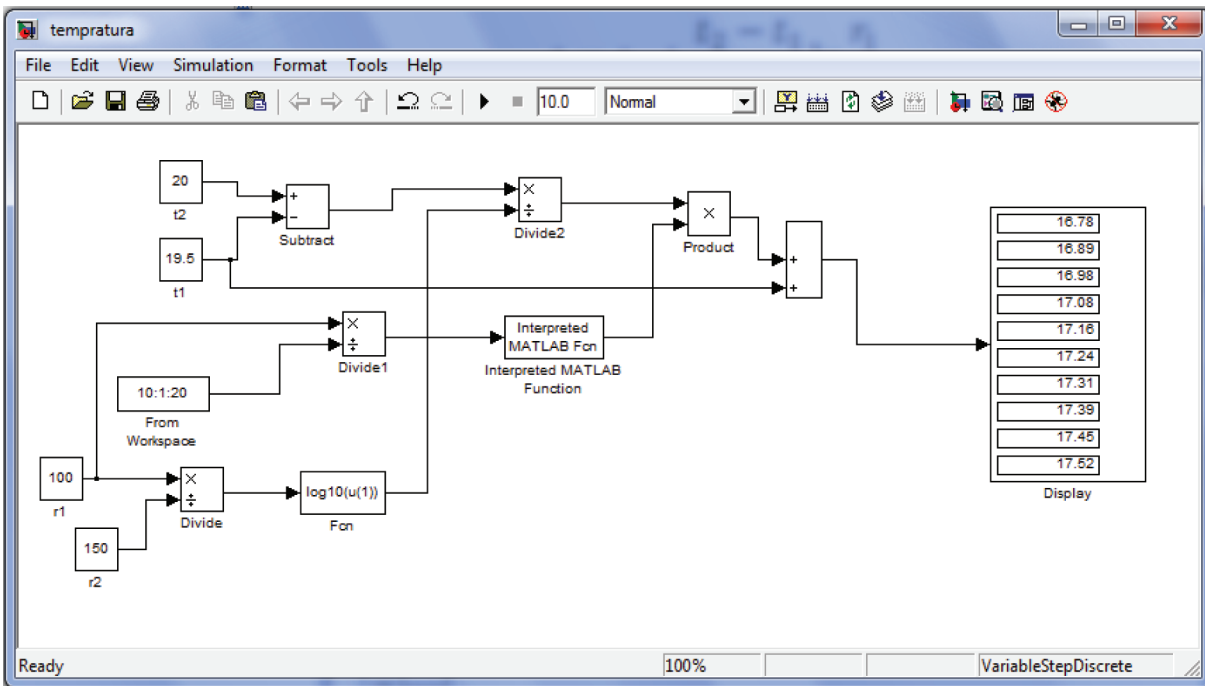 t₂ − t₁ r₁
tempratura
File Edit View Simulation Format Tools Help
10.0 Normal
20
t2
+
−
Subtract
19.5
t1
×
÷
Divide2
×
Product
+
+
×
÷
Divide1
Interpreted
MATLAB Fcn
Interpreted MATLAB
Function
10:1:20
From
Workspace
100
r1
×
÷
Divide
log10(u(1))
Fcn
150
r2
16.78
16.89
16.98
17.08
17.16
17.24
17.31
17.39
17.45
17.52
Display
Ready 100% VariableStepDiscrete